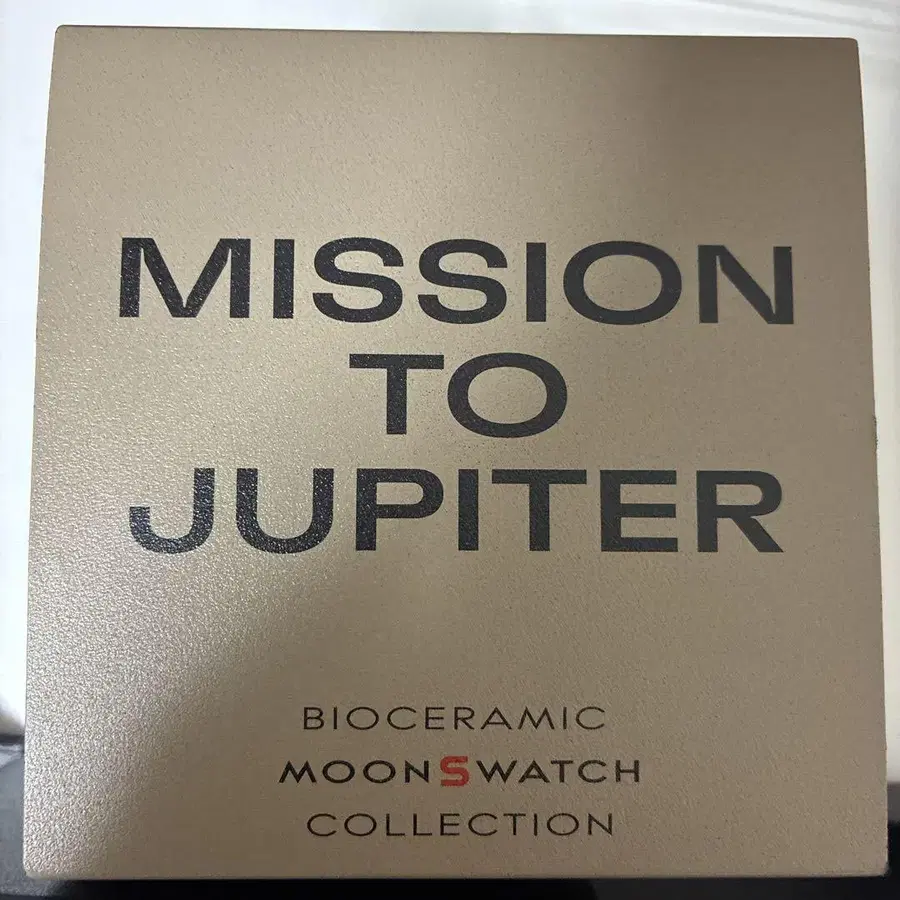 MISSION
TO
JUPITER
BIOCERAMIC
MOONSWATCH
COLLECTION